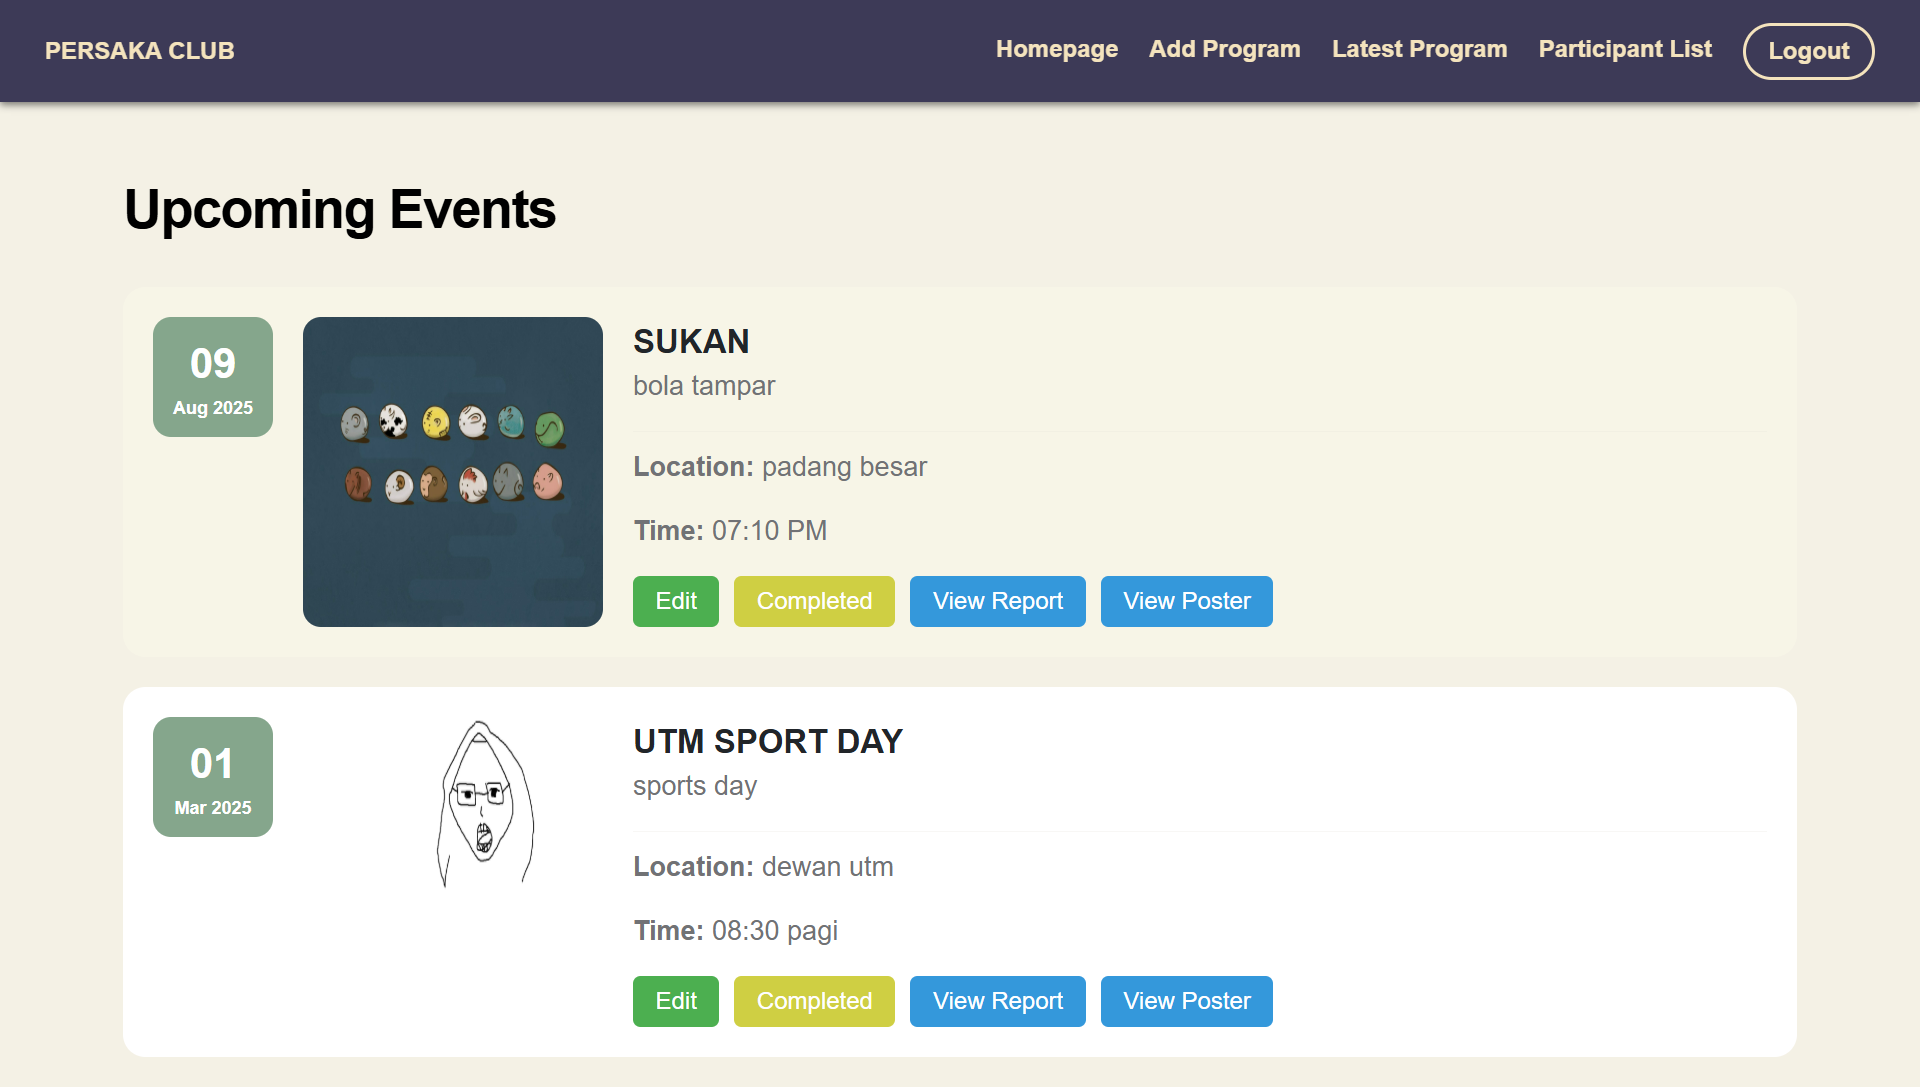 PERSAKA CLUB
Homepage Add Program Latest Program Participant List Logout
Upcoming Events
09
Aug 2025
SUKAN
bola tampar
Location: padang besar
Time: 07:10 PM
Edit Completed View Report View Poster
01
Mar 2025
UTM SPORT DAY
sports day
Location: dewan utm
Time: 08:30 pagi
Edit Completed View Report View Poster